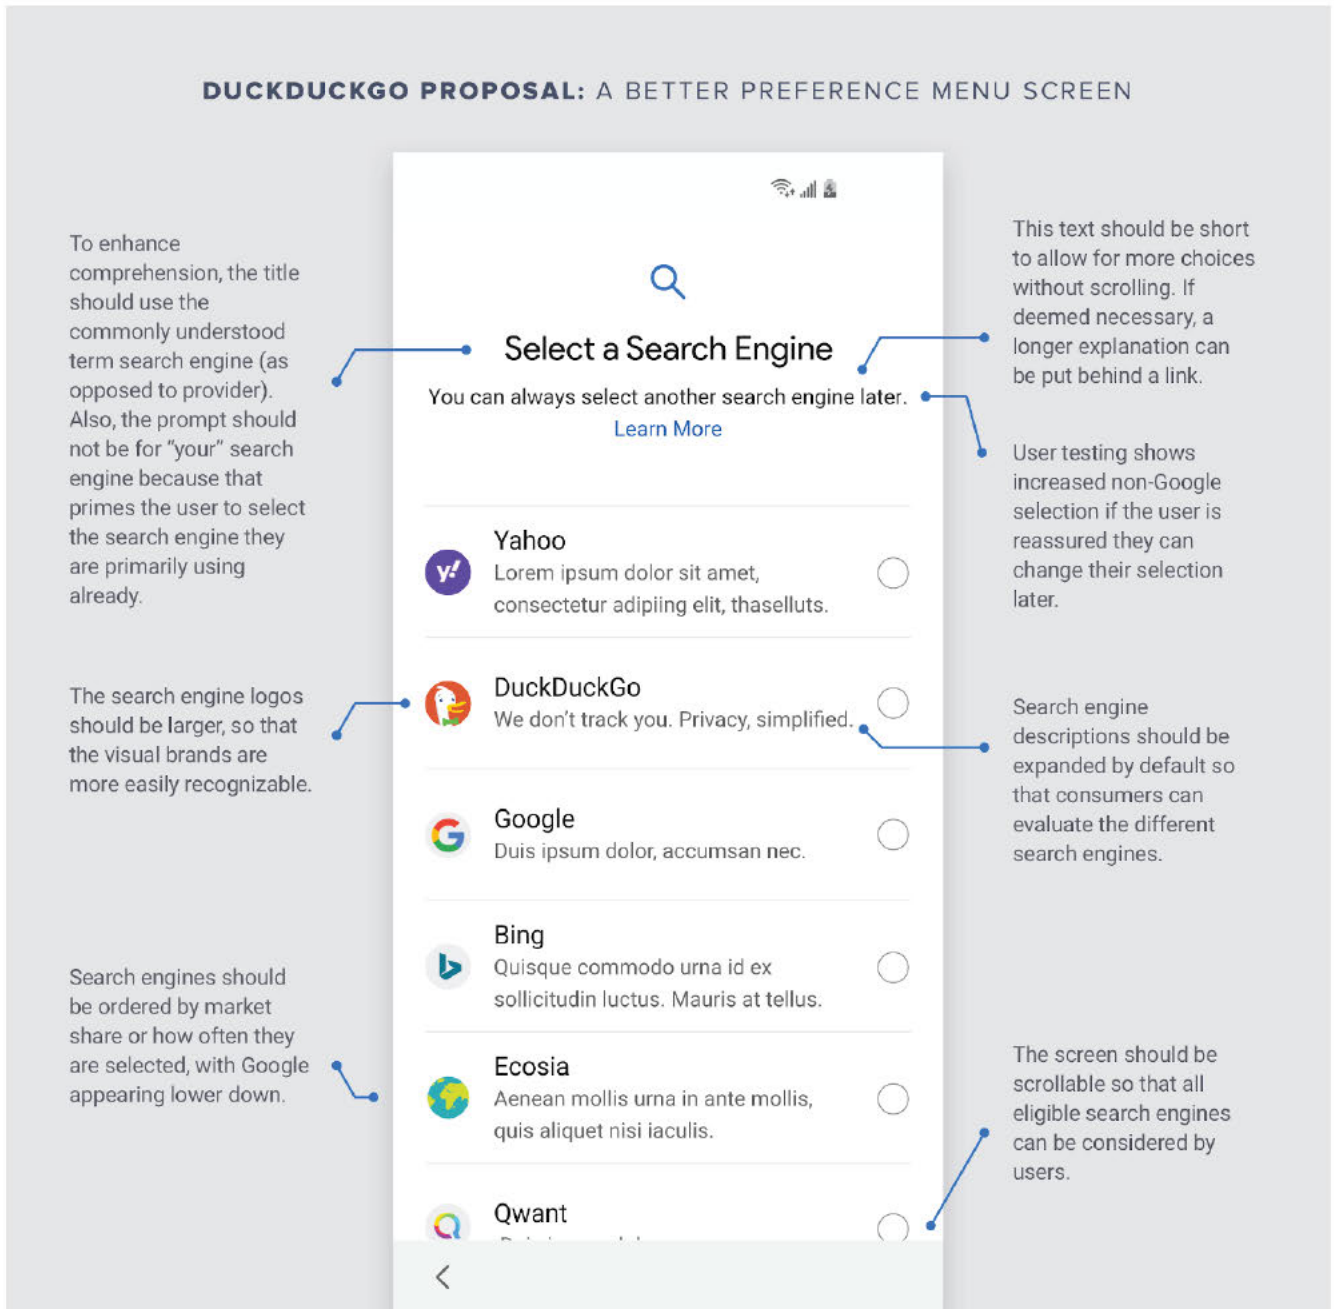 DUCKDUCKGO PROPOSAL: A BETTER PREFERENCE MENU SCREEN
To enhance
comprehension, the title
should use the
commonly understood
term search engine (as
opposed to provider).
Also, the prompt should
not be for "your" search
engine because that
primes the user to select
the search engine they
are primarily using
already.
The search engine logos
should be larger, so that
the visual brands are
more easily recognizable.
Search engines should
be ordered by market
share or how often they
are selected, with Google
appearing lower down.
Select a Search Engine
You can always select another search engine later.
Learn More
y!
Yahoo
Lorem ipsum dolor sit amet,
consectetur adipiing elit, thaselluts.
DuckDuckGo
We don't track you. Privacy, simplified.
Google
Duis ipsum dolor, accumsan nec.
Bing
Quisque commodo urna id ex
sollicitudin luctus. Mauris at tellus.
Ecosia
Aenean mollis urna in ante mollis,
quis aliquet nisi iaculis.
Qwant
This text should be short
to allow for more choices
without scrolling. If
deemed necessary, a
longer explanation can
be put behind a link.
User testing shows
increased non-Google
selection if the user is
reassured they can
change their selection
later.
Search engine
descriptions should be
expanded by default so
that consumers can
evaluate the different
search engines.
The screen should be
scrollable so that all
eligible search engines
can be considered by
users.